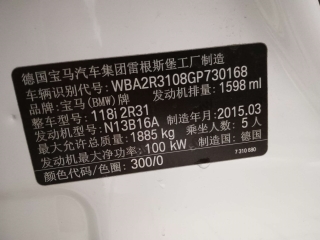 德国宝马汽车集团雷根斯堡工厂制造
车辆识别代号: WBA2R3108GP730168
品牌: 宝马(BMW)牌 发动机排量: 1598 ml
整车型号: 118i 2R31
发动机型号: N13B16A 制造年月: 2015.03
最大允许总质量: 1885 kg 乘坐人数: 5 人
发动机最大净功率: 100 kW 制造国: 德国
颜色代码/色圈: 300/0 7 310 680